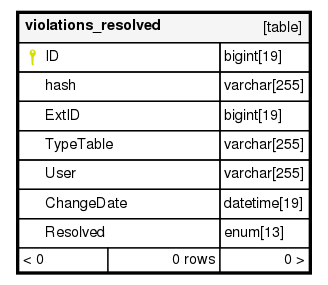 violations_resolved [table]
ID bigint[19]
hash varchar[255]
ExtID bigint[19]
TypeTable varchar[255]
User varchar[255]
ChangeDate datetime[19]
Resolved enum[13]
< 0 0 rows 0 >